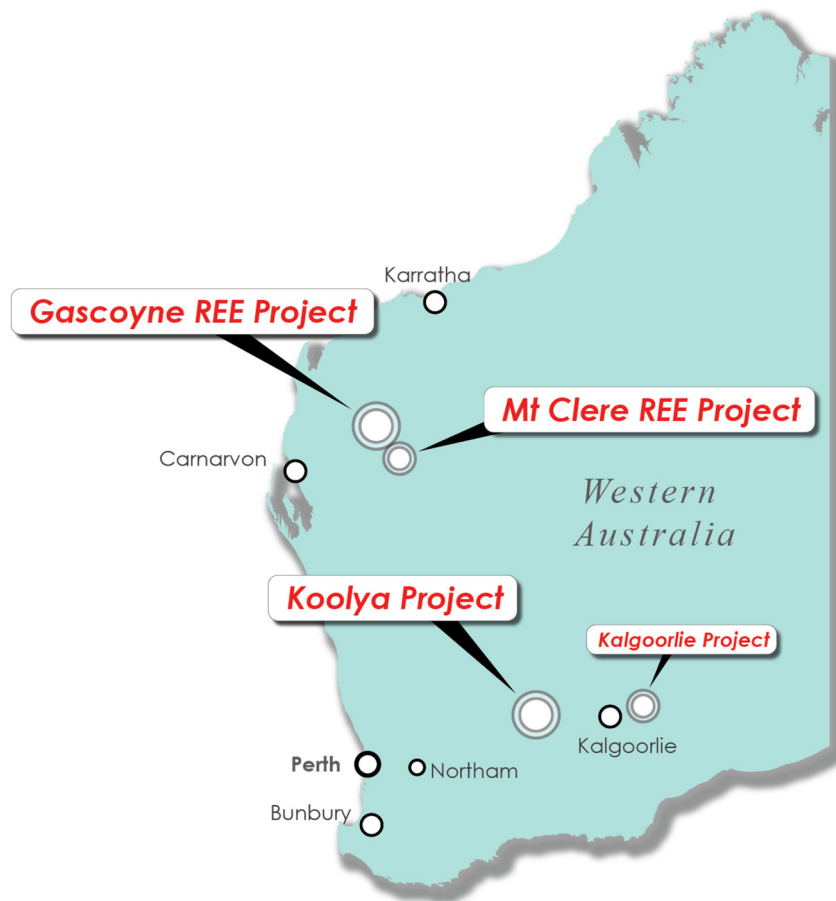 Karratha
Gascoyne REE Project
Mt Clere REE Project
Carnarvon
Western
Australia
Koolya Project
Kalgoorlie Project
Kalgoorlie
Perth
Northam
Bunbury